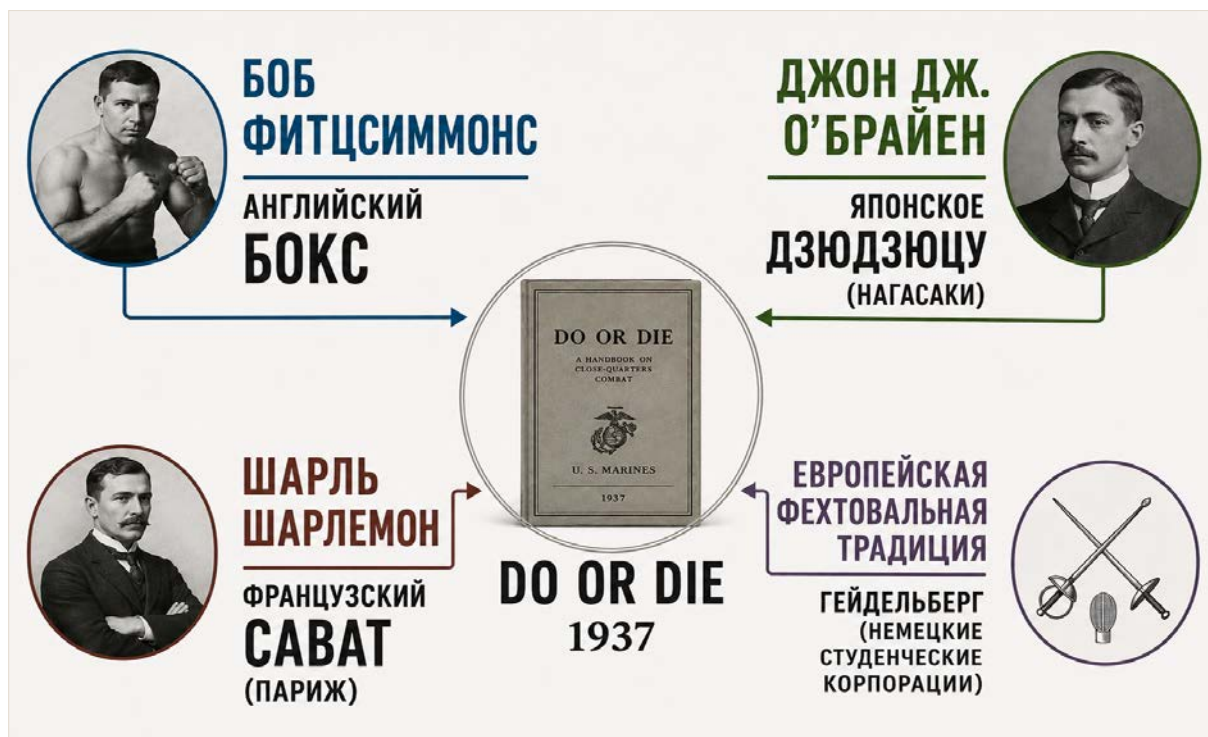 БОБ
ФИТЦСИММОНС
АНГЛИЙСКИЙ
БОКС
ДЖОН ДЖ.
О’БРАЙЕН
ЯПОНСКОЕ
ДЗЮДЗЮЦУ
(НАГАСАКИ)
DO OR DIE
A HANDBOOK ON
CLOSE-QUARTERS
COMBAT
U. S. MARINES
1937
DO OR DIE
1937
ШАРЛЬ
ШАРЛЕМОН
ФРАНЦУЗСКИЙ
САВАТ
(ПАРИЖ)
ЕВРОПЕЙСКАЯ
ФЕХТОВАЛЬНАЯ
ТРАДИЦИЯ
ГЕЙДЕЛЬБЕРГ
(НЕМЕЦКИЕ
СТУДЕНЧЕСКИЕ
КОРПОРАЦИИ)